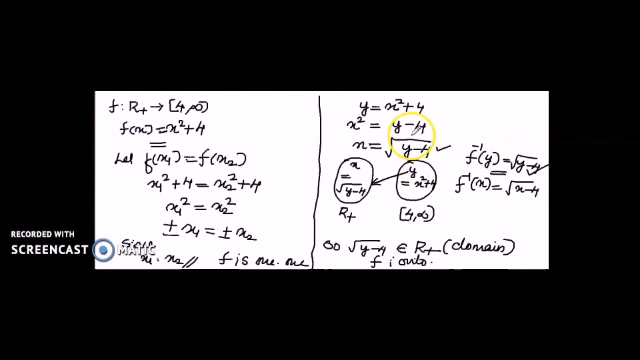 f: R₊ → [4,∞)
f(x) = x²+4
Let f(x₁) = f(x₂)
x₁²+4 = x₂²+4
x₁² = x₂²
± x₁ = ± x₂
Since
x₁ = x₂ // f is one-one
y = x²+4
x² = y-4
x = √y-4 ✓
x
= √y-4
y
= x²+4
R₊ [4,∞)
f⁻¹(y) = √y-4
f⁻¹(x) = √x-4
So √y-4 ∈ R₊ (domain)
f is onto.
RECORDED WITH
SCREENCAST MATIC